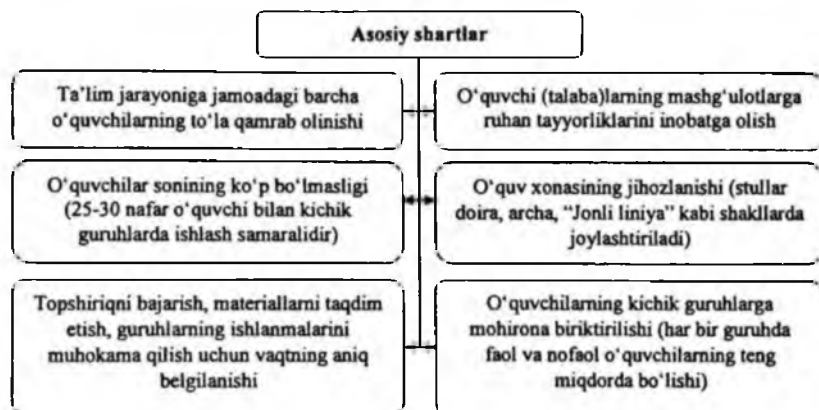 Asosiy shartlar
Ta’lim jarayoniga jamoadagi barcha
o‘quvchilarning to‘la qamrab olinishi
O‘quvchi (talaba)larning mashg‘ulotlarga
ruhan tayyorliklarini inobatga olish
O‘quvchilar sonining ko‘p bo‘lmasligi
(25-30 nafar o‘quvchi bilan kichik
guruhlarda ishlash samaralidir)
O‘quv xonasining jihozlanishi (stullar
doira, archa, “Jonli liniya” kabi shakllarda
joylashtiriladi)
Topshiriqni bajarish, materiallarni taqdim
etish, guruhlarning ishlanmalarini
muhokama qilish uchun vaqtning aniq
belgilanishi
O‘quvchilarning kichik guruhlarga
mohirona biriktirilishi (har bir guruhda
faol va nofaol o‘quvchilarning teng
miqdorda bo‘lishi)